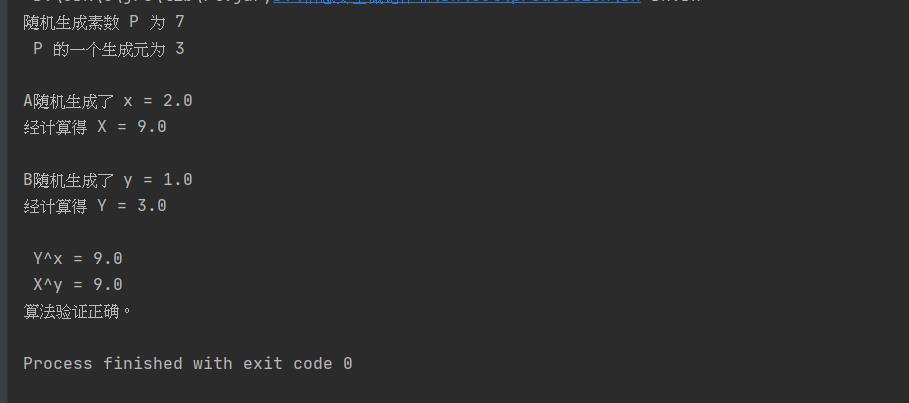 随机生成素数 P 为 7
P 的一个生成元为 3
A随机生成了 x = 2.0
经计算得 X = 9.0
B随机生成了 y = 1.0
经计算得 Y = 3.0
Y^x = 9.0
X^y = 9.0
算法验证正确。
Process finished with exit code 0